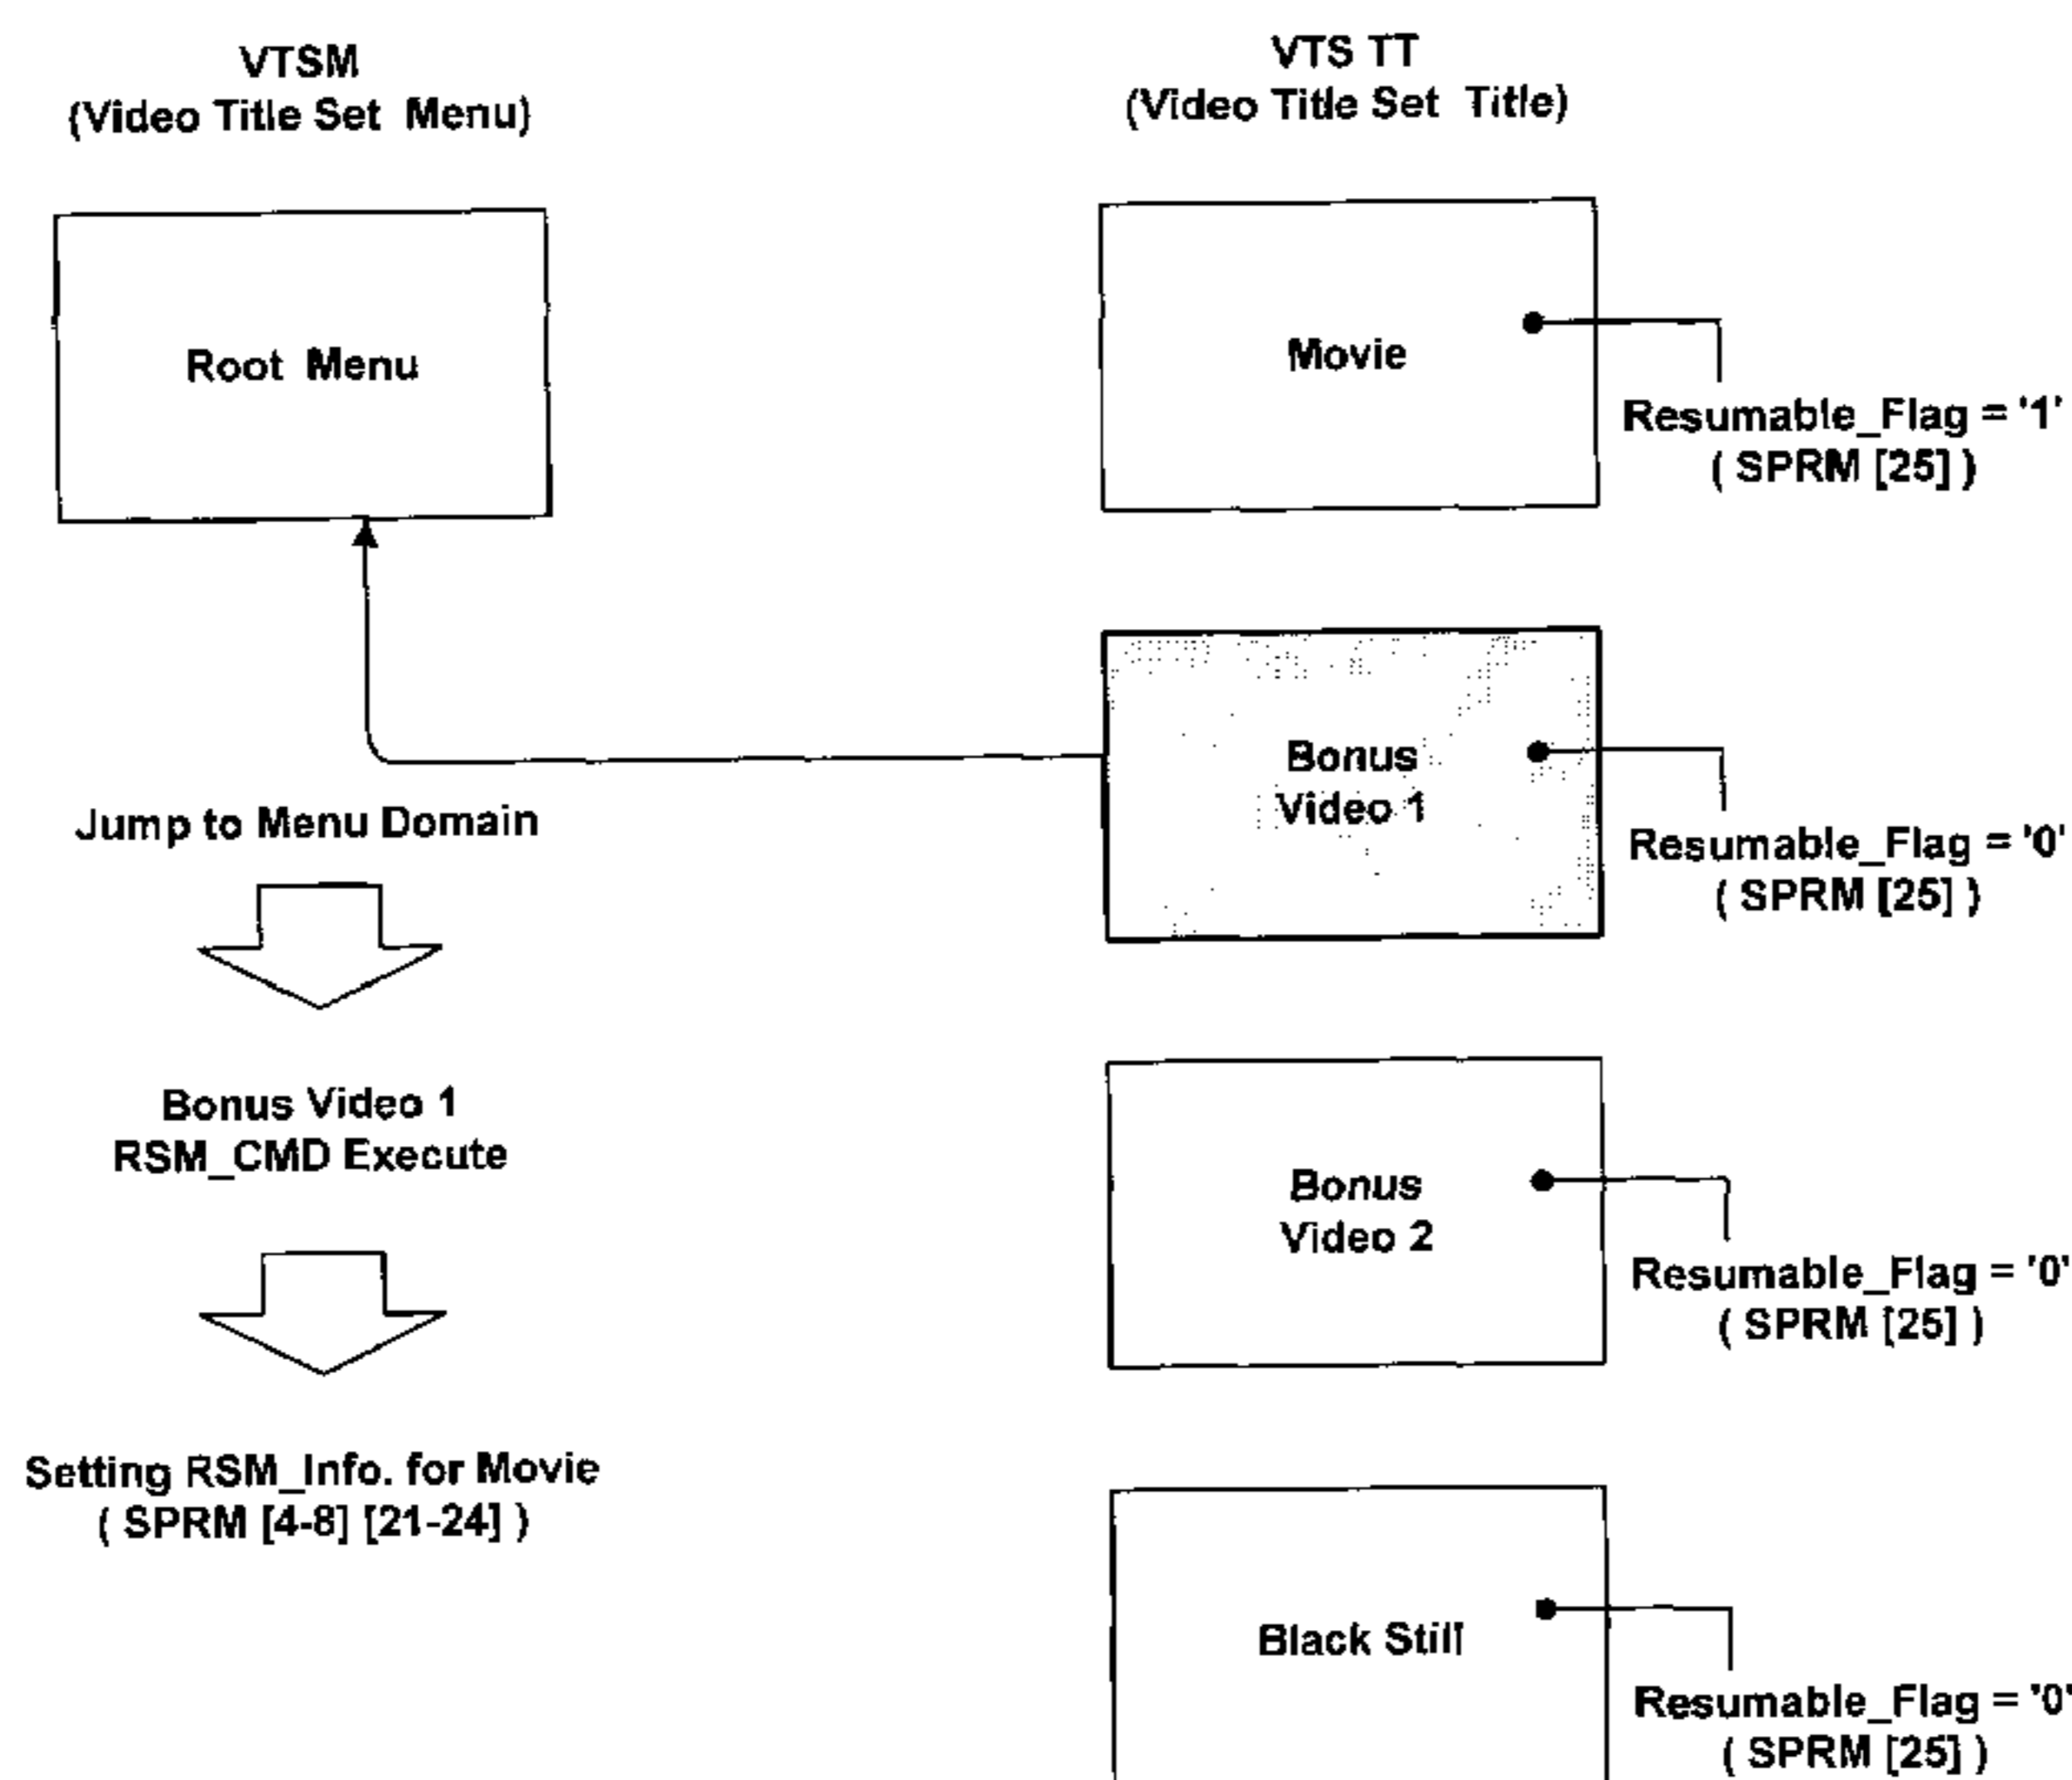 VTSM
(Video Title Set Menu)
VTS TT
(Video Title Set Title)
Root Menu
Movie
Resumable_Flag = '1'
( SPRM [25] )
Bonus
Video 1
Resumable_Flag = '0'
( SPRM [25] )
Jump to Menu Domain
Bonus Video 1
RSM_CMD Execute
Bonus
Video 2
Resumable_Flag = '0'
( SPRM [25] )
Setting RSM_Info. for Movie
( SPRM [4-8] [21-24] )
Black Still
Resumable_Flag = '0'
( SPRM [25] )